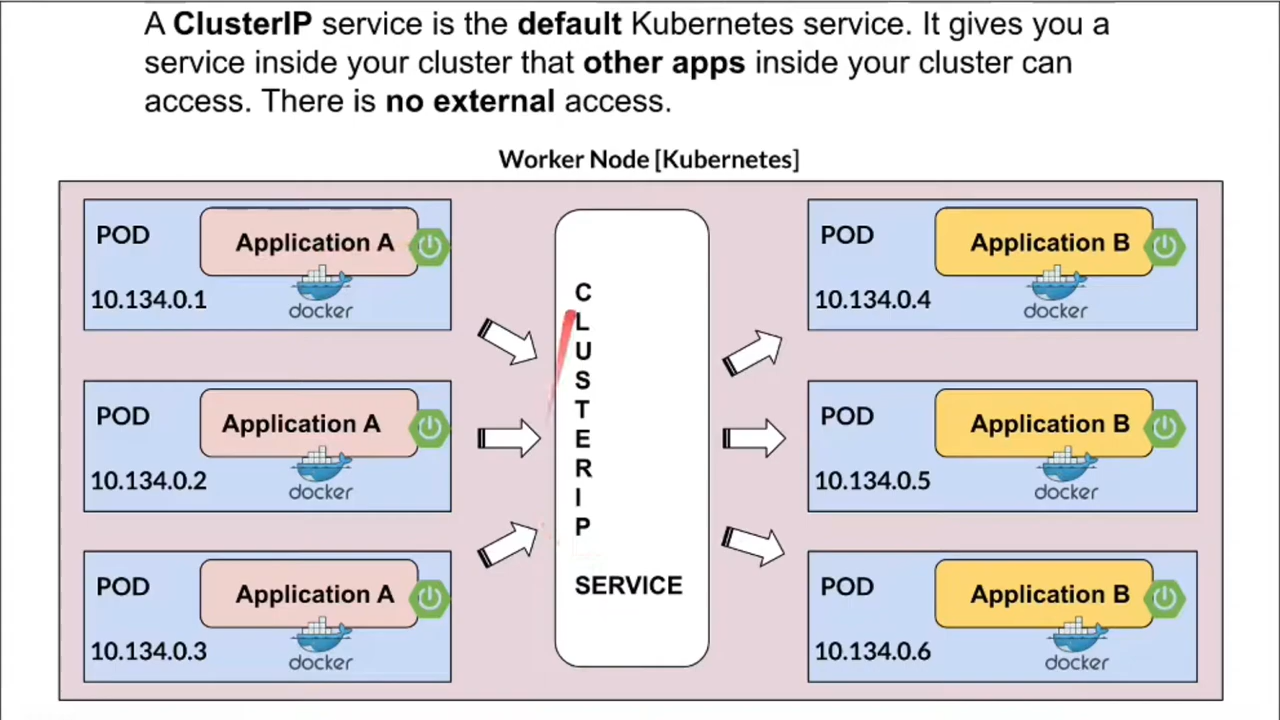 A ClusterIP service is the default Kubernetes service. It gives you a
service inside your cluster that other apps inside your cluster can
access. There is no external access.
Worker Node [Kubernetes]
POD
Application A
10.134.0.1
docker
POD
Application A
10.134.0.2
docker
POD
Application A
10.134.0.3
docker
C
L
U
S
T
E
R
I
P
SERVICE
POD
Application B
10.134.0.4
docker
POD
Application B
10.134.0.5
docker
POD
Application B
10.134.0.6
docker